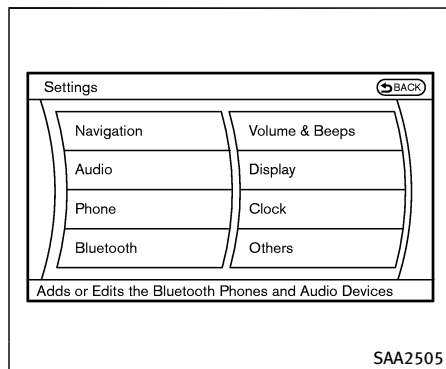 Settings
BACK
Navigation
Volume & Beeps
Audio
Display
Phone
Clock
Bluetooth
Others
Adds or Edits the Bluetooth Phones and Audio Devices
SAA2505